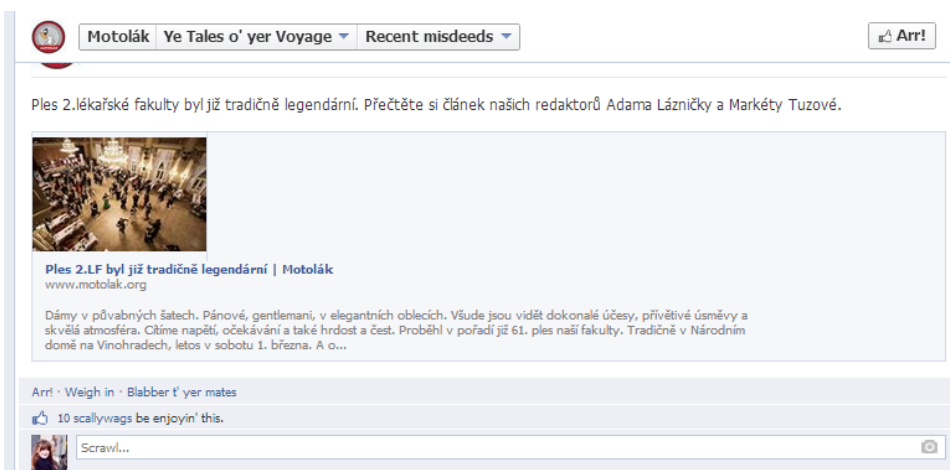 Motolák Ye Tales o' yer Voyage Recent misdeeds Arr!
Ples 2.lékařské fakulty byl již tradičně legendární. Přečtěte si článek našich redaktorů Adama Lázničky a Markéty Tuzové.
Ples 2.LF byl již tradičně legendární | Motolák
www.motolak.org
Dámy v půvabných šatech. Pánové, gentlemani, v elegantních oblecích. Všude jsou vidět dokonalé účesy, přívětivé úsměvy a
skvělá atmosféra. Cítíme napětí, očekávání a také hrdost a čest. Proběhl v pořadí již 61. ples naší fakulty. Tradičně v Národním
domě na Vinohradech, letos v sobotu 1. března. A o...
Arr! · Weigh in · Blabber t' yer mates
10 scallywags be enjoyin' this.
Scrawl...